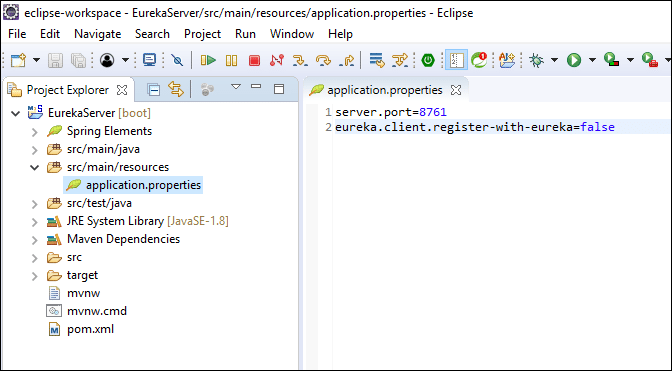 eclipse-workspace - EurekaServer/src/main/resources/application.properties - Eclipse
File Edit Navigate Search Project Run Window Help
Project Explorer
EurekaServer [boot]
Spring Elements
src/main/java
src/main/resources
application.properties
src/test/java
JRE System Library [JavaSE-1.8]
Maven Dependencies
src
target
mvnw
mvnw.cmd
pom.xml
application.properties
1 server.port=8761
2 eureka.client.register-with-eureka=false